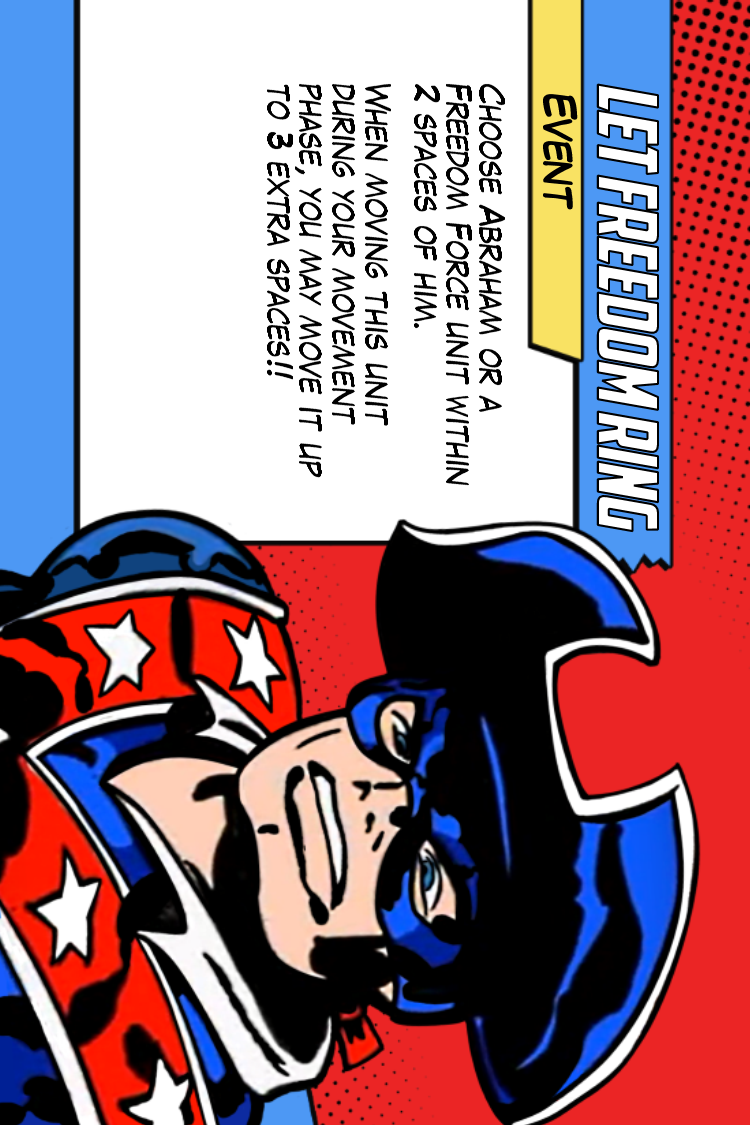 LET FREEDOM RING
EVENT
CHOOSE ABRAHAM OR A
FREEDOM FORCE UNIT WITHIN
2 SPACES OF HIM.
WHEN MOVING THIS UNIT
DURING YOUR MOVEMENT
PHASE, YOU MAY MOVE IT UP
TO 3 EXTRA SPACES!!